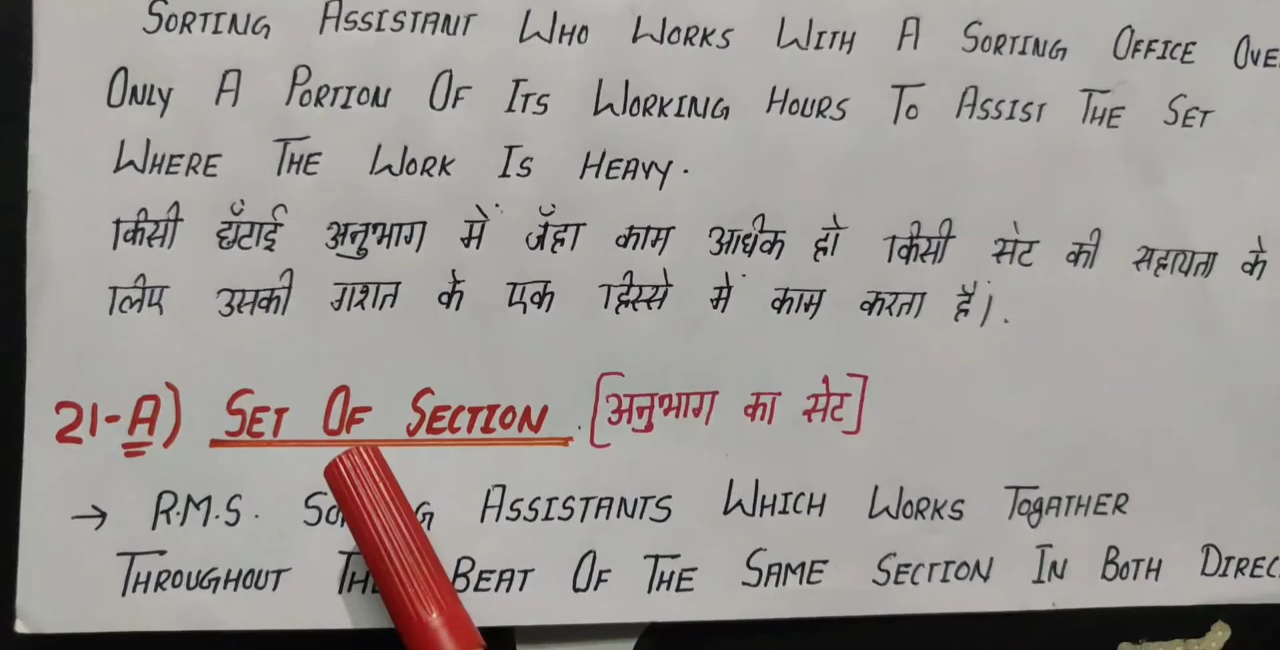 SORTING ASSISTANT WHO WORKS WITH A SORTING OFFICE
ONLY A PORTION OF ITS WORKING HOURS TO ASSIST THE SET
WHERE THE WORK IS HEAVY.
किसी छँटाई अनुभाग में जँहा काम अधिक हो किसी सेट की सहायता के
लिए उसकी गशत के एक हिस्से में काम करता है।.
21-A) SET OF SECTION. [अनुभाग का सेट]
→ R.M.S. ASSISTANTS WHICH WORKS TOGATHER
THROUGHOUT BEAT OF THE SAME SECTION IN BOTH